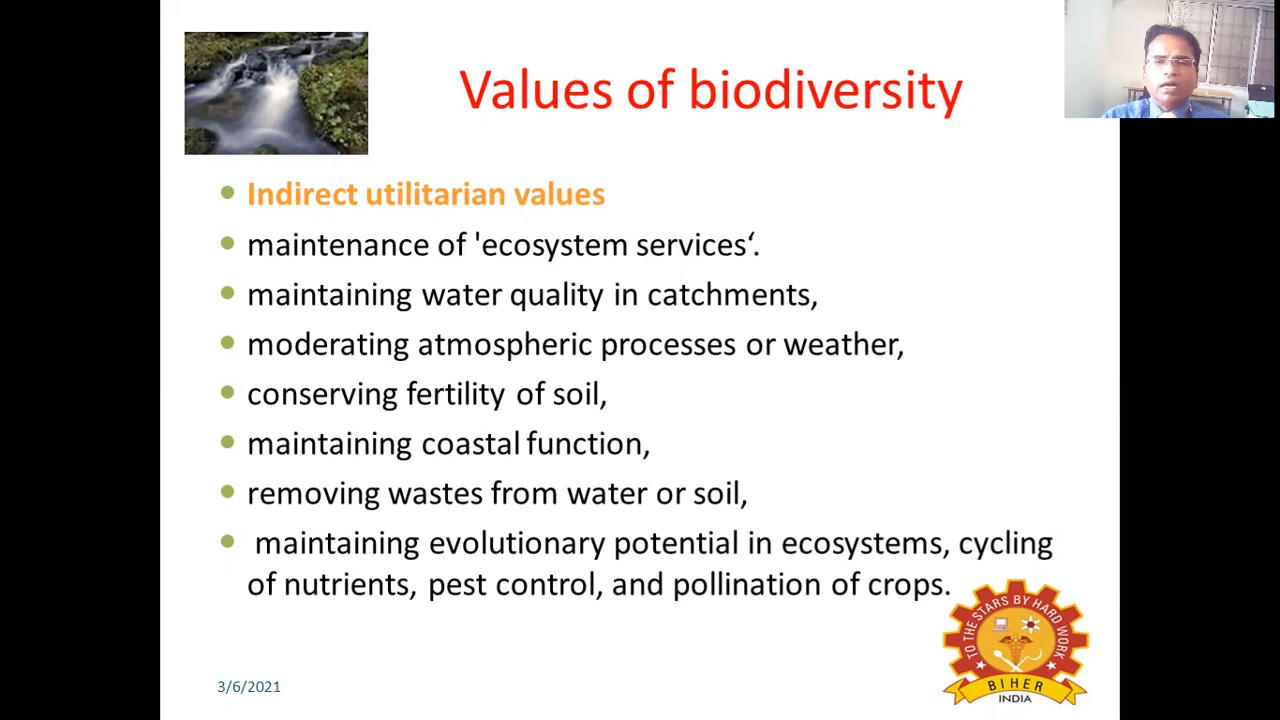 Values of biodiversity
Indirect utilitarian values
maintenance of 'ecosystem services‘.
maintaining water quality in catchments,
moderating atmospheric processes or weather,
conserving fertility of soil,
maintaining coastal function,
removing wastes from water or soil,
maintaining evolutionary potential in ecosystems, cycling
of nutrients, pest control, and pollination of crops.
TO THE STARS BY HARD WORK
BIHER
INDIA
3/6/2021